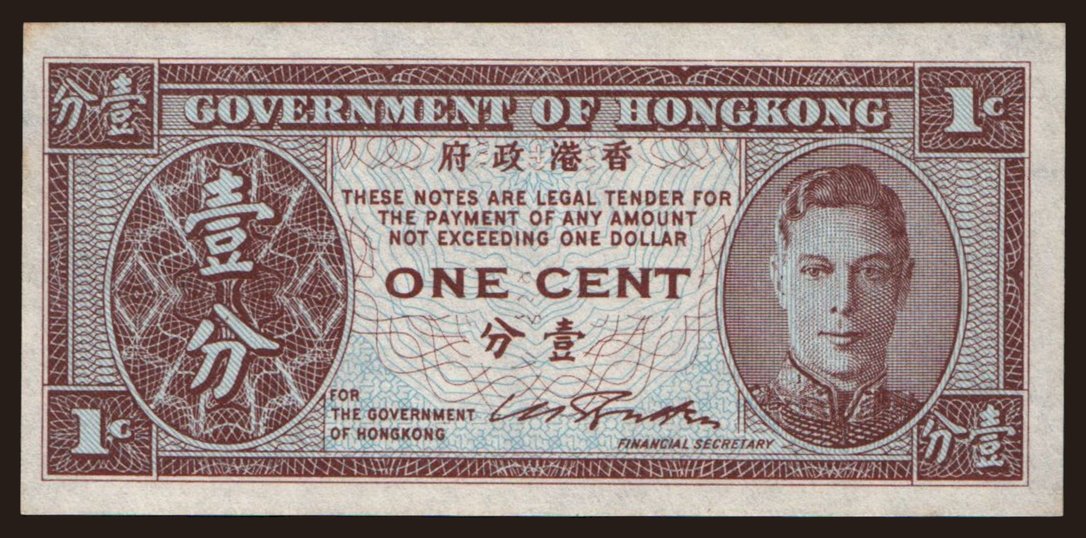 分壹
GOVERNMENT OF HONGKONG
1C
府政港香
壹
分
THESE NOTES ARE LEGAL TENDER FOR
THE PAYMENT OF ANY AMOUNT
NOT EXCEEDING ONE DOLLAR
ONE CENT
分壹
FOR
THE GOVERNMENT
OF HONGKONG
FINANCIAL SECRETARY
1C
分壹